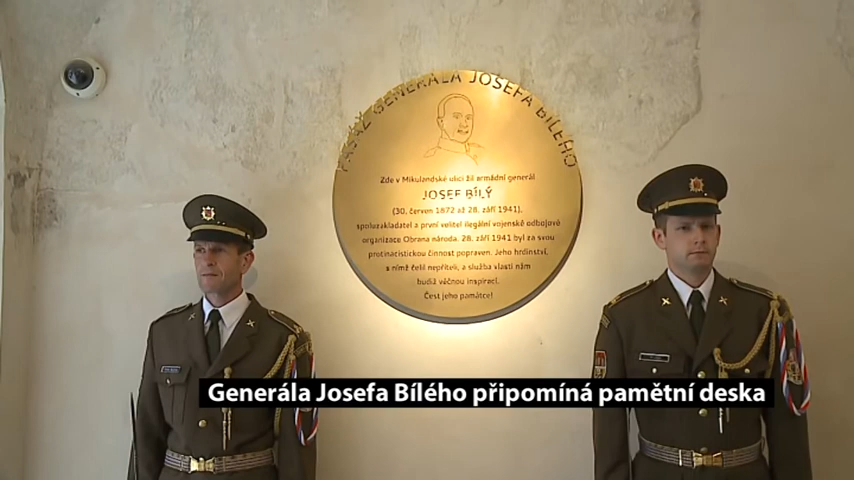 PASÁŽ GENERÁLA JOSEFA BÍLÉHO
Zde v Mikulandské ulici žil armádní generál
JOSEF BÍLÝ
(30. červen 1872 až 28. září 1941),
spoluzakladatel a první velitel ilegální vojenské odbojové
organizace Obrana národa. 28. září 1941 byl za svou
protinacistickou činnost popraven. Jeho hrdinství,
s nímž čelil nepříteli, a služba vlasti nám
budiž věčnou inspirací.
Čest jeho památce!
Generála Josefa Bílého připomíná pamětní deska